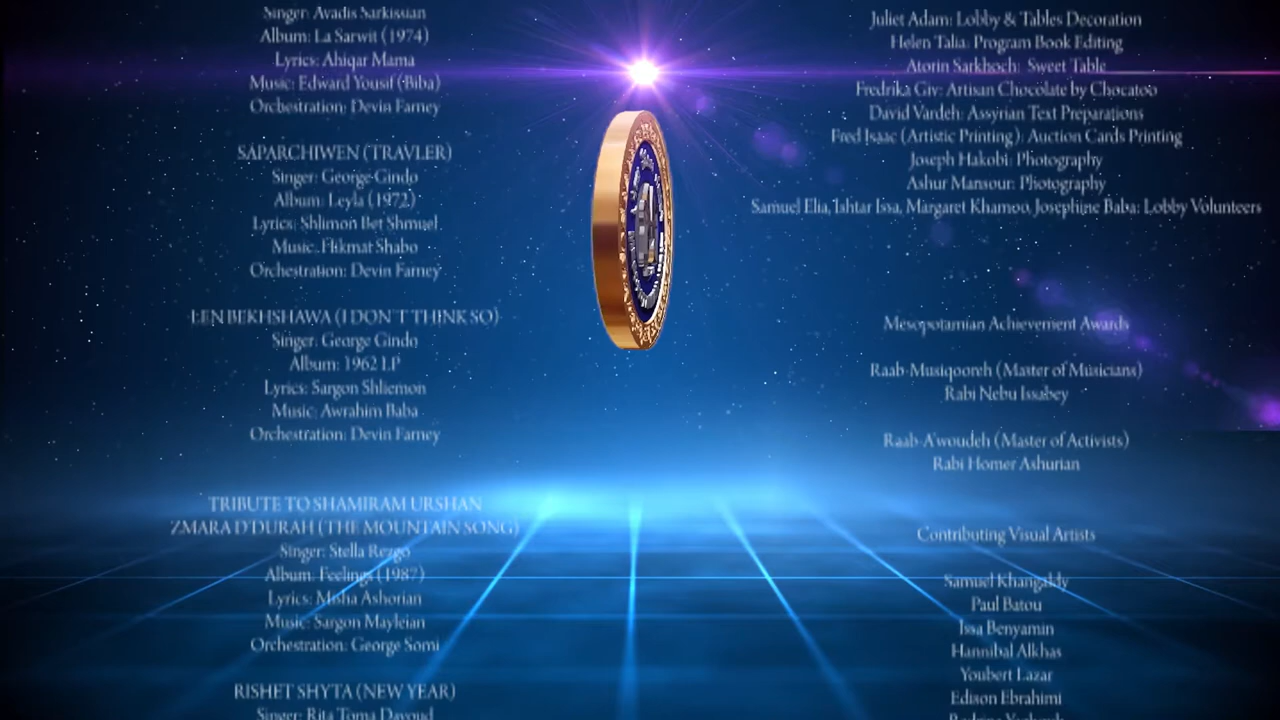 Singer: Avadis Sarkissian
Album: La Sarwit (1974)
Lyrics: Ahiqar Mama
Music: Edward Yousif (Biba)
Orchestration: Devin Farney
SAPARCHIWEN (TRAVLER)
Singer: George Gindo
Album: Leyla (1972)
Lyrics: Shlimon Bet Shmuel
Music: Hikmat Shabo
Orchestration: Devin Farney
LEN BEKHSHAWA (I DON'T THINK SO)
Singer: George Gindo
Album: 1962 LP
Lyrics: Sargon Shliemon
Music: Awrahim Baba
Orchestration: Devin Farney
TRIBUTE TO SHAMIRAM URSHAN
ZMARA D'DURAH (THE MOUNTAIN SONG)
Singer: Stella Rezgo
Album: Feelings (1987)
Lyrics: Misha Ashorian
Music: Sargon Mayleian
Orchestration: George Somi
RISHET SHYTA (NEW YEAR)
Singer: Rita Toma Davoud
Juliet Adam: Lobby & Tables Decoration
Helen Talia: Program Book Editing
Atorin Sarkhoch: Sweet Table
Fredrika Giv: Artisan Chocolate by Chocatoo
David Vardeh: Assyrian Text Preparations
Fred Isaac (Artistic Printing): Auction Cards Printing
Joseph Hakobi: Photography
Ashur Mansour: Photography
Samuel Elia, Ishtar Issa, Margaret Khamoo, Josephine Baba: Lobby Volunteers
Mesopotamian Achievement Awards
Raab-Musiqooreh (Master of Musicians)
Rabi Nebu Issabey
Raab-A'woudeh (Master of Activists)
Rabi Homer Ashurian
Contributing Visual Artists
Samuel Khangaldy
Paul Batou
Issa Benyamin
Hannibal Alkhas
Youbert Lazar
Edison Ebrahimi